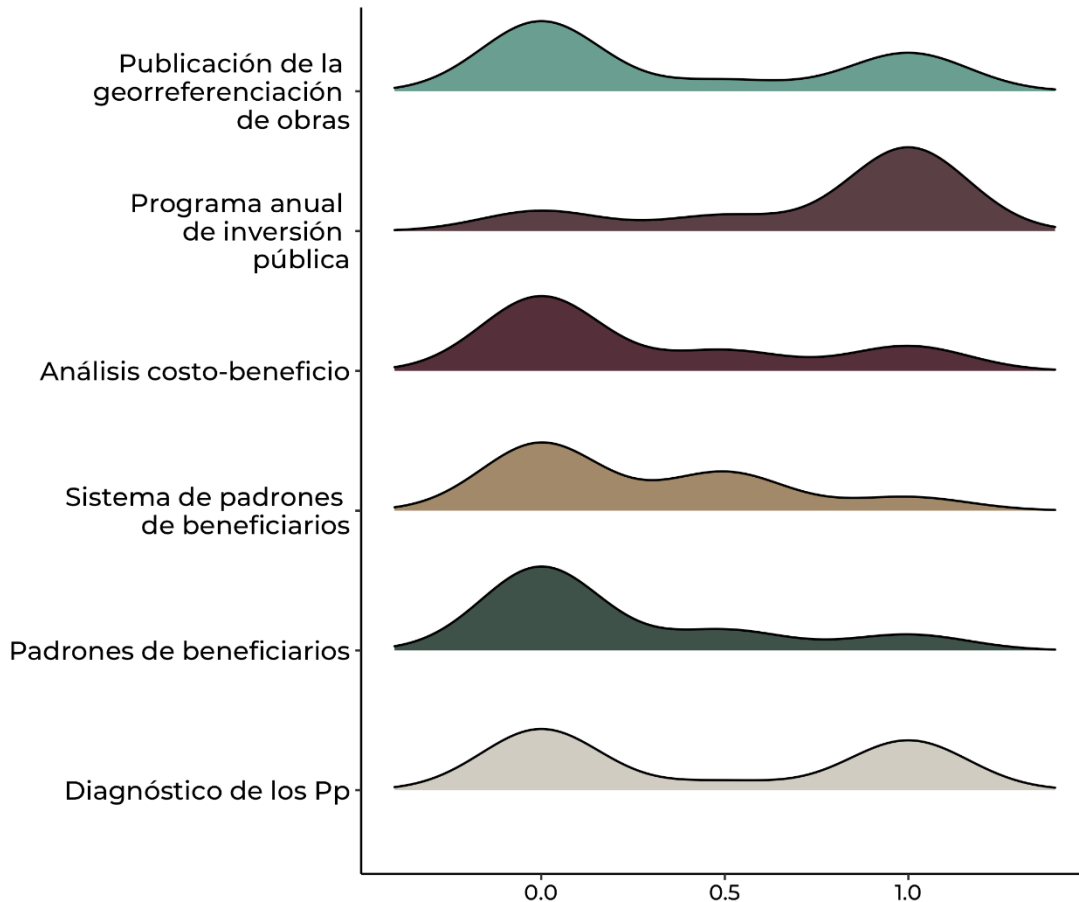 Publicación de la
georreferenciación
de obras
Programa anual
de inversión
pública
Análisis costo-beneficio
Sistema de padrones
de beneficiarios
Padrones de beneficiarios
Diagnóstico de los Pp
0.0 0.5 1.0